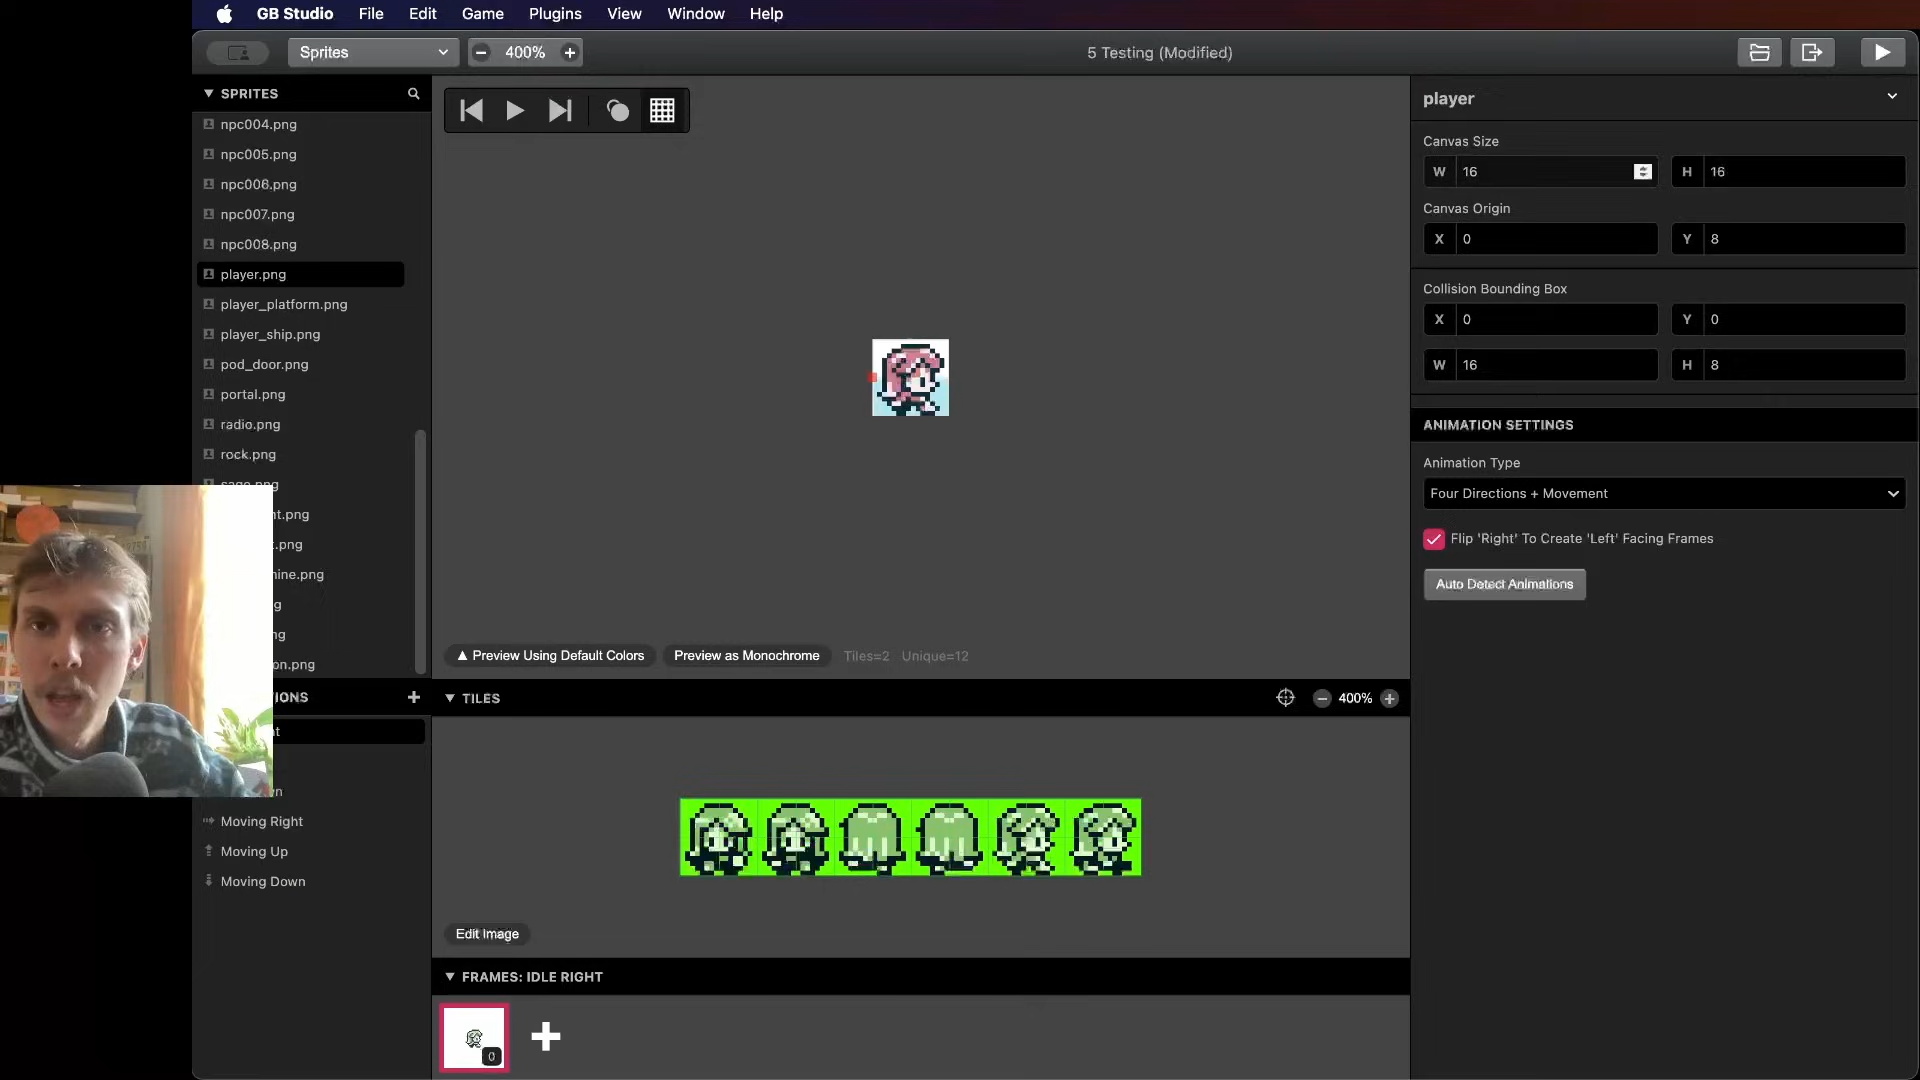 GB Studio File Edit Game Plugins View Window Help
Sprites 400% 5 Testing (Modified)
SPRITES
npc004.png
npc005.png
npc006.png
npc007.png
npc008.png
player.png
player_platform.png
player_ship.png
pod_door.png
portal.png
radio.png
rock.png
nt.png
.png
hine.png
g
ng
on.png
IONS
t
wn
Moving Right
Moving Up
Moving Down
Preview Using Default Colors Preview as Monochrome Tiles=2 Unique=12
TILES 400%
Edit Image
FRAMES: IDLE RIGHT
0
player
Canvas Size
W 16 H 16
Canvas Origin
X 0 Y 8
Collision Bounding Box
X 0 Y 0
W 16 H 8
ANIMATION SETTINGS
Animation Type
Four Directions + Movement
Flip 'Right' To Create 'Left' Facing Frames
Auto Detect Animations